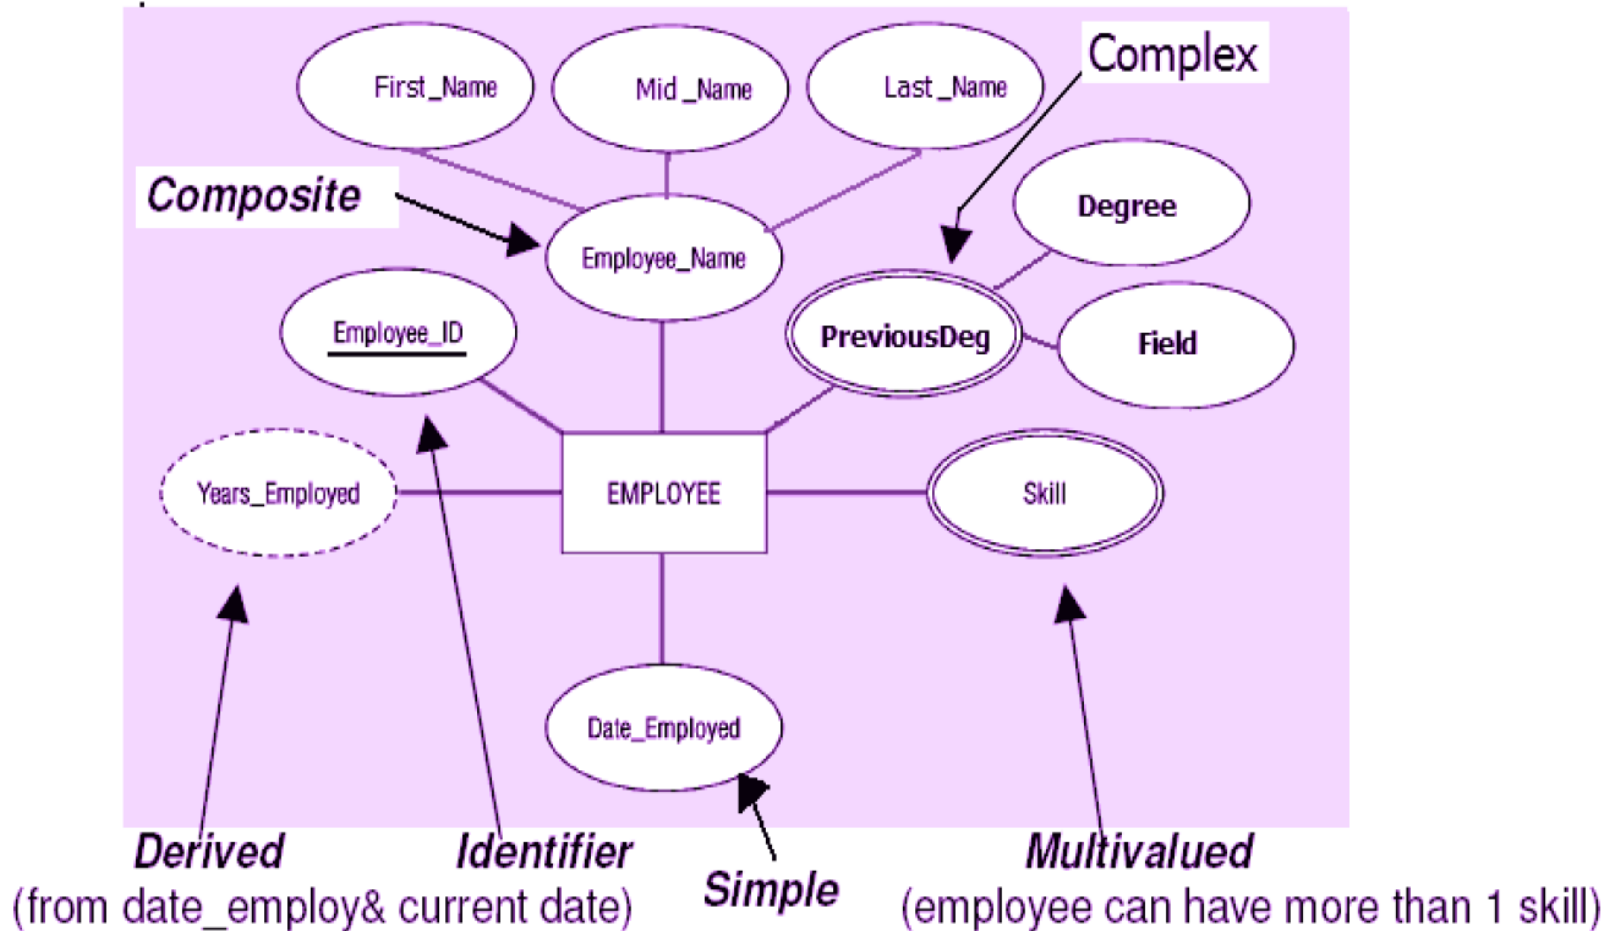 First_Name
Mid_Name
Last_Name
Complex
Composite
Degree
Employee_Name
Employee_ID
PreviousDeg
Field
Years_Employed
EMPLOYEE
Skill
Date_Employed
Derived
Identifier
Simple
Multivalued
(from date_employ& current date)
(employee can have more than 1 skill)